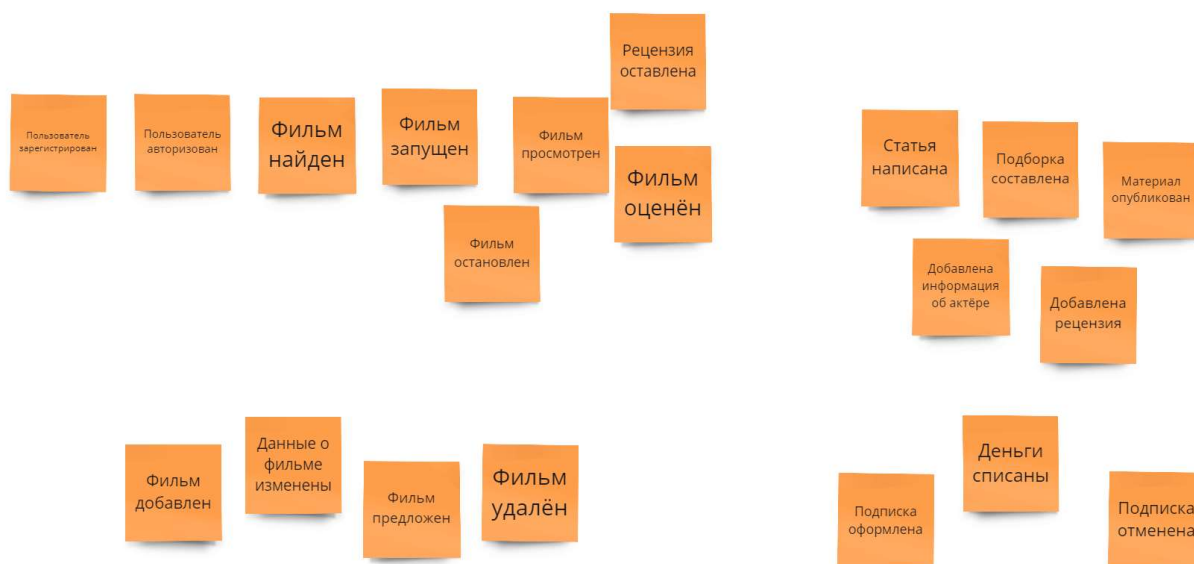 Рецензия
оставлена
Пользователь
зарегистрирован
Пользователь
авторизован
Фильм
найден
Фильм
запущен
Фильм
просмотрен
Фильм
оценён
Фильм
остановлен
Статья
написана
Подборка
составлена
Материал
опубликован
Добавлена
информация
об актёре
Добавлена
рецензия
Фильм
добавлен
Данные о
фильме
изменены
Фильм
предложен
Фильм
удалён
Деньги
списаны
Подписка
оформлена
Подписка
отменена